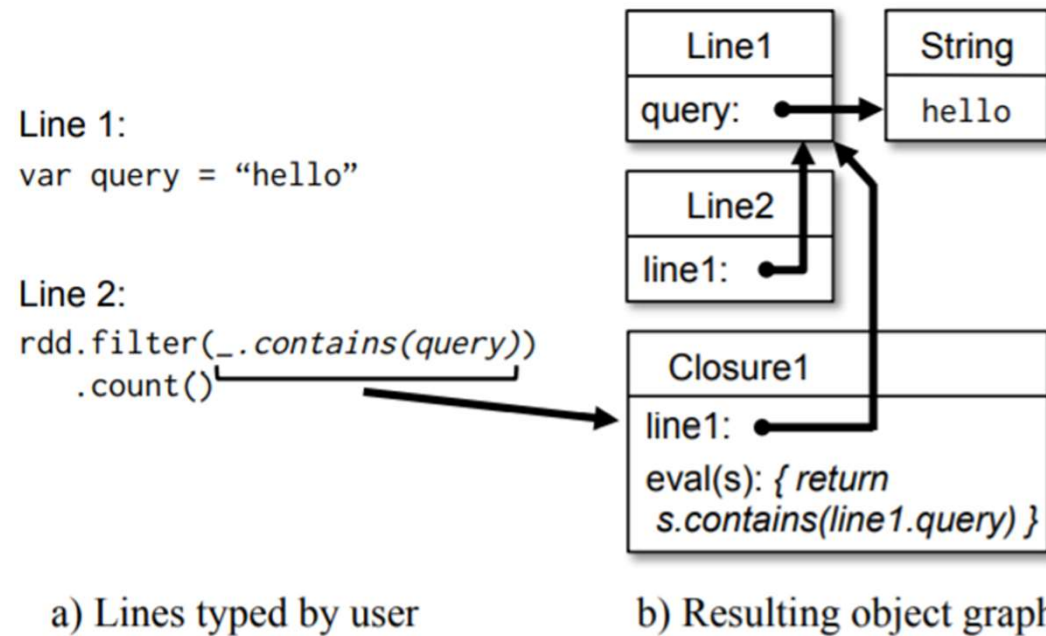 Line 1:
var query = “hello”
Line 2:
rdd.filter(_.contains(query))
.count()
a) Lines typed by user
Line1
query:
String
hello
Line2
line1:
Closure1
line1:
eval(s): { return
s.contains(line1.query) }
b) Resulting object graph